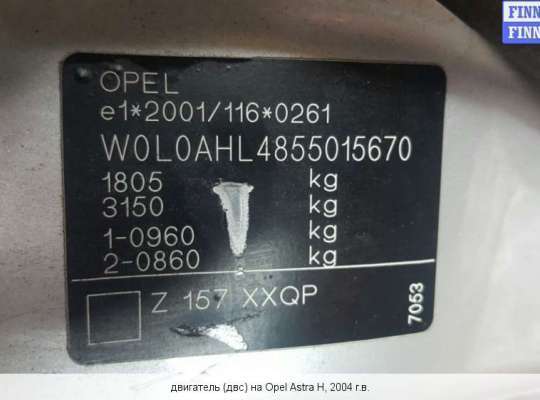 FINN
FINN
OPEL
e1*2001/116*0261
W0L0AHL4855015670
1805 kg
3150 kg
1-0960 kg
2-0860 kg
Z 157 XXQP
7053
двигатель (двс) на Opel Astra H, 2004 г.в.